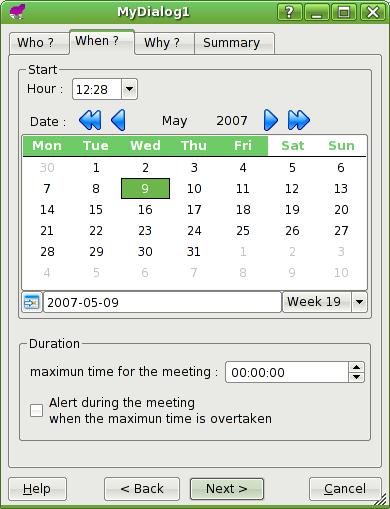 MyDialog1
Who ? When ? Why ? Summary
Start
Hour : 12:28
Date : May 2007
Mon Tue Wed Thu Fri Sat Sun
30 1 2 3 4 5 6
7 8 9 10 11 12 13
14 15 16 17 18 19 20
21 22 23 24 25 26 27
28 29 30 31 1 2 3
4 5 6 7 8 9 10
2007-05-09 Week 19
Duration
maximun time for the meeting : 00:00:00
Alert during the meeting
when the maximun time is overtaken
Help < Back Next > Cancel